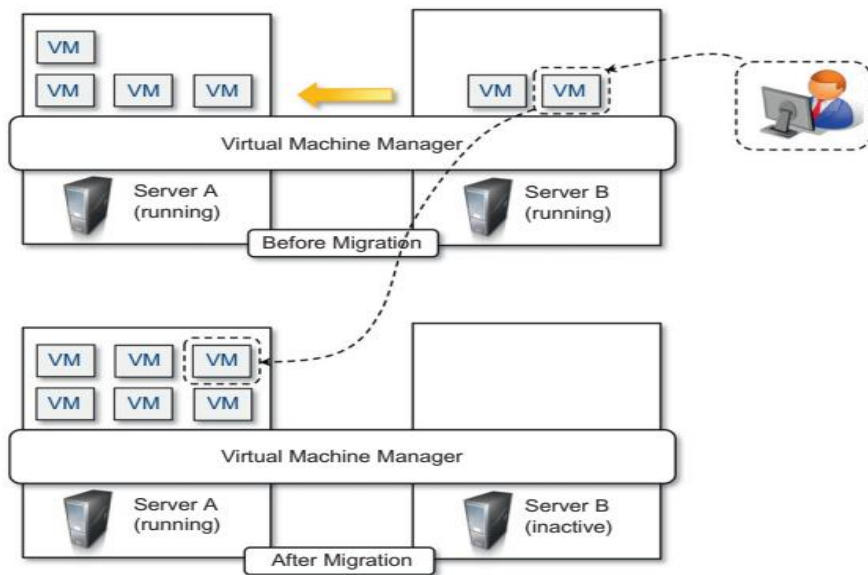 VM
VM VM VM
VM VM
Virtual Machine Manager
Server A
(running)
Server B
(running)
Before Migration
VM VM VM
VM VM VM
Virtual Machine Manager
Server A
(running)
Server B
(inactive)
After Migration